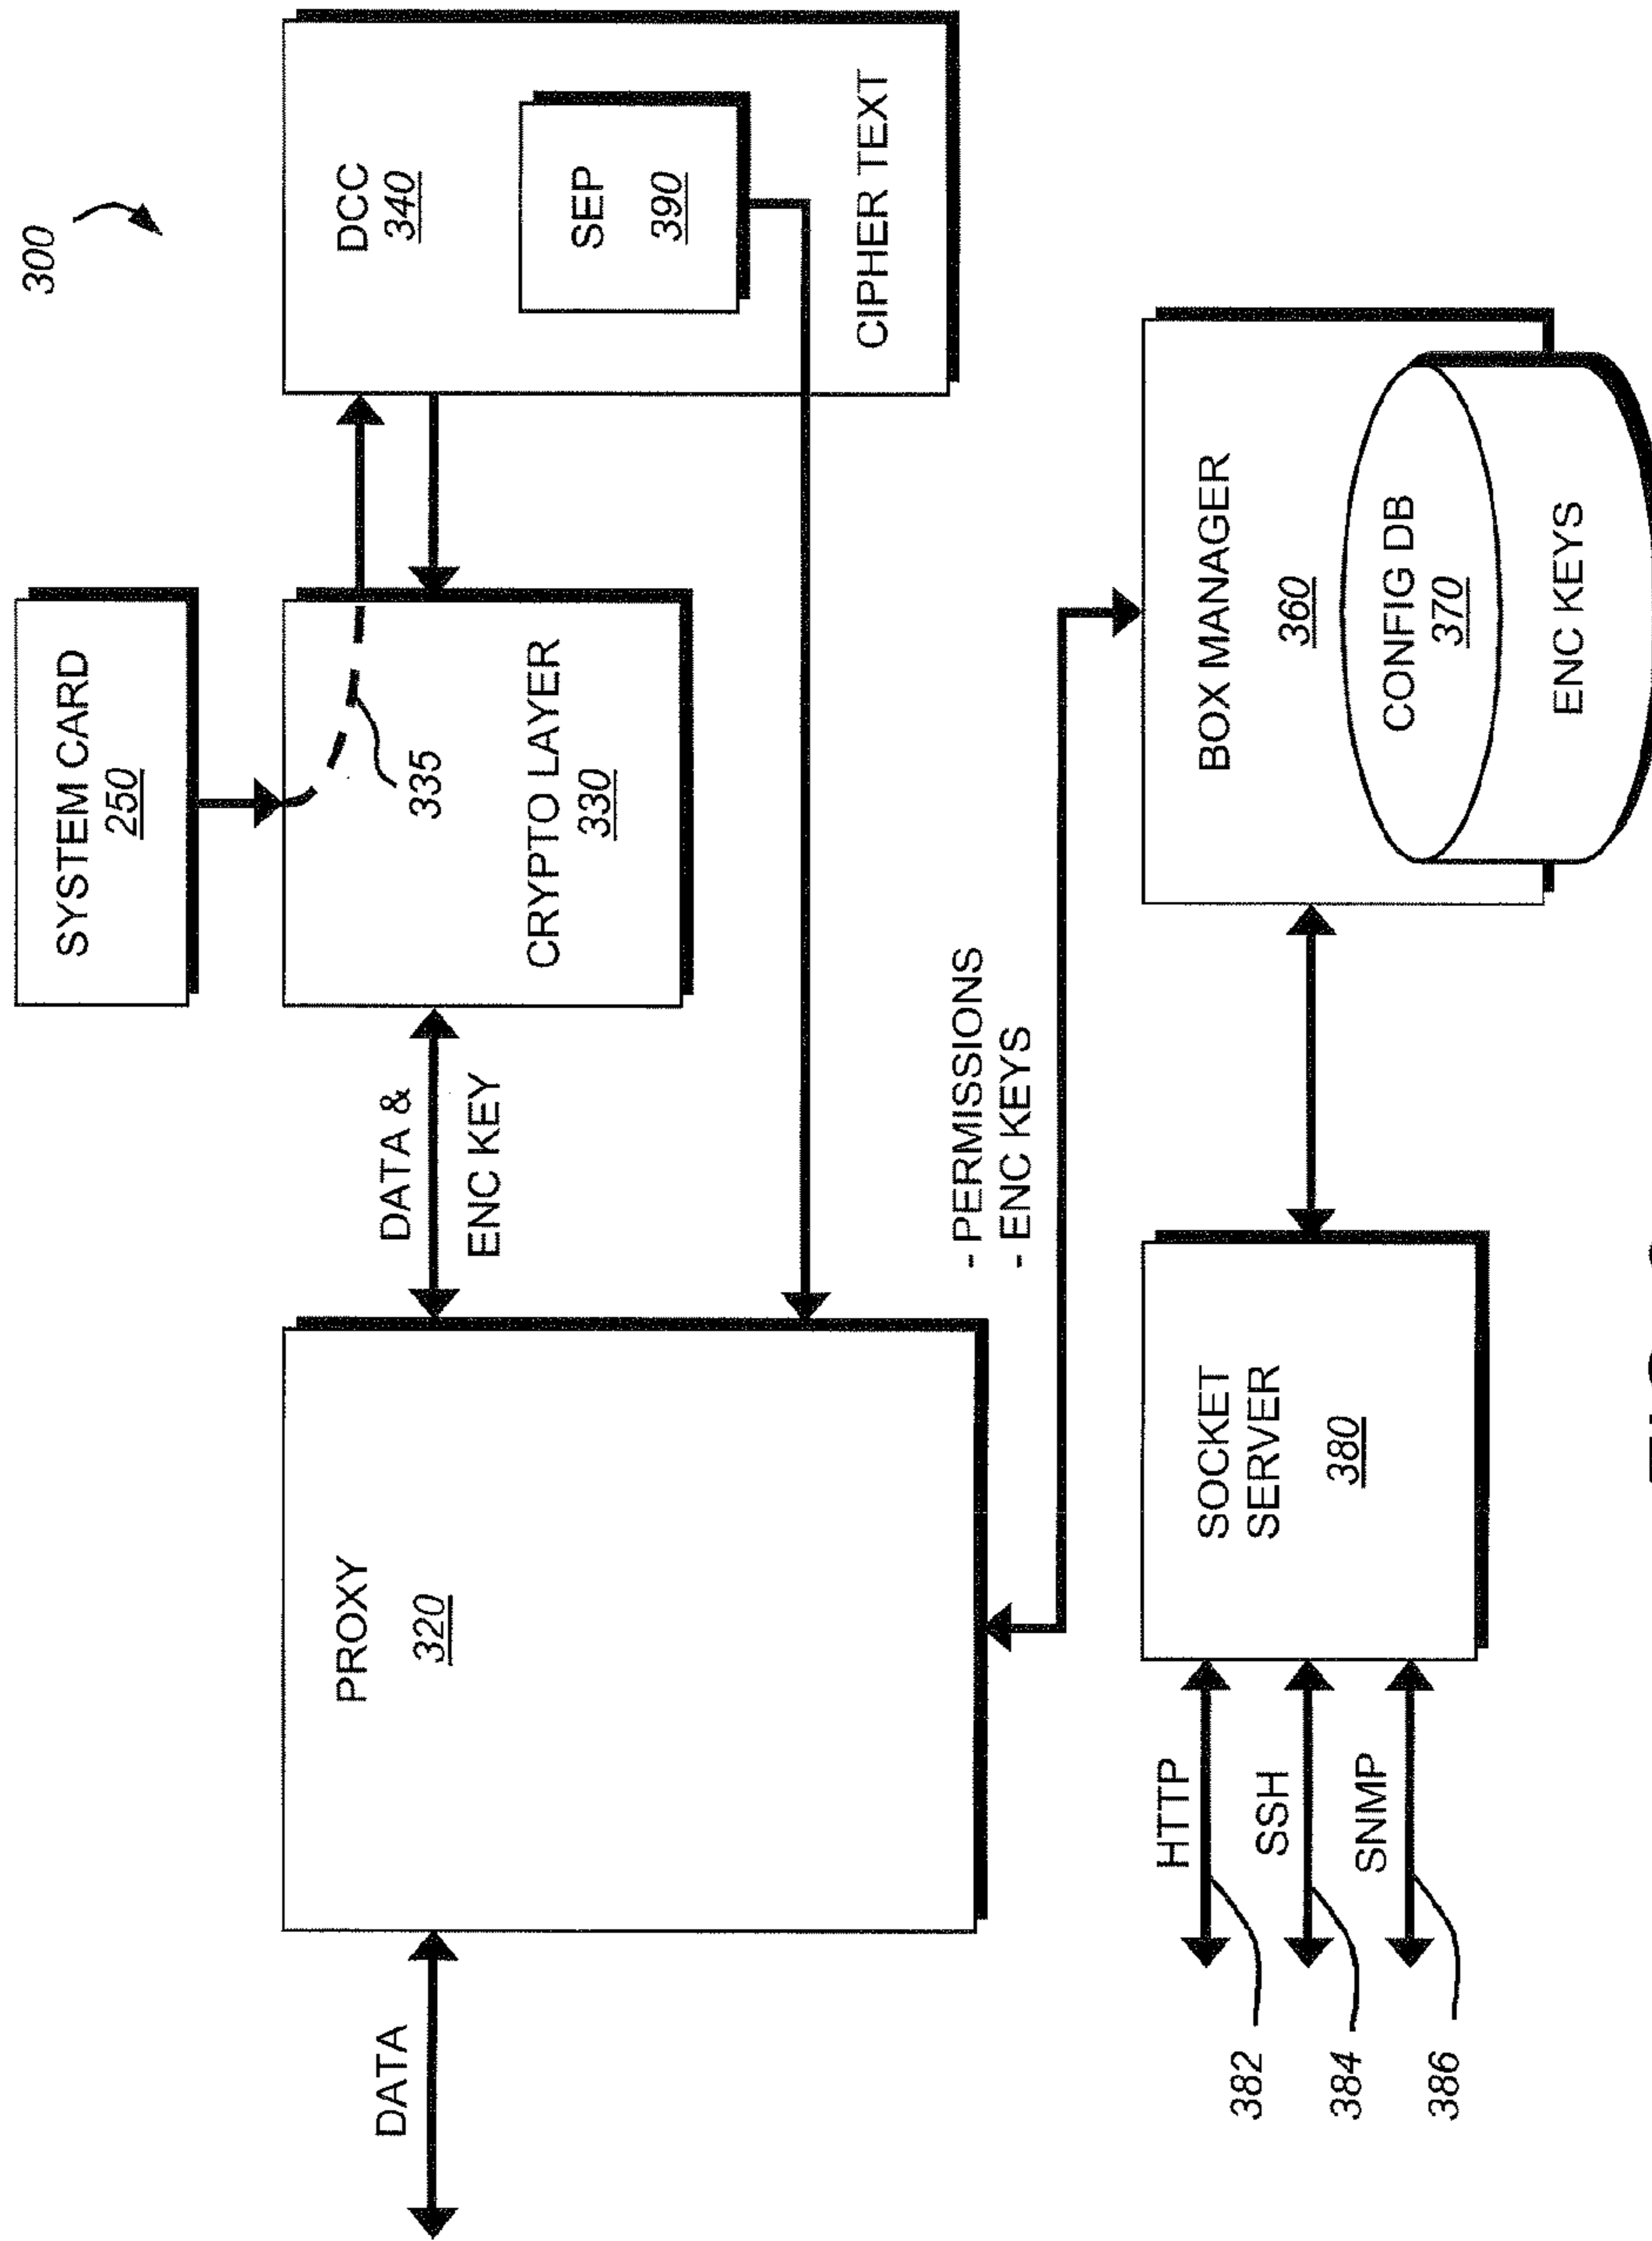 300
SYSTEM CARD
250
DATA
PROXY
320
DATA &
ENC KEY
335
CRYPTO LAYER
330
DCC
340
SEP
390
CIPHER TEXT
- PERMISSIONS
- ENC KEYS
HTTP
382
SSH
384
SNMP
386
SOCKET
SERVER
380
BOX MANAGER
360
CONFIG DB
370
ENC KEYS